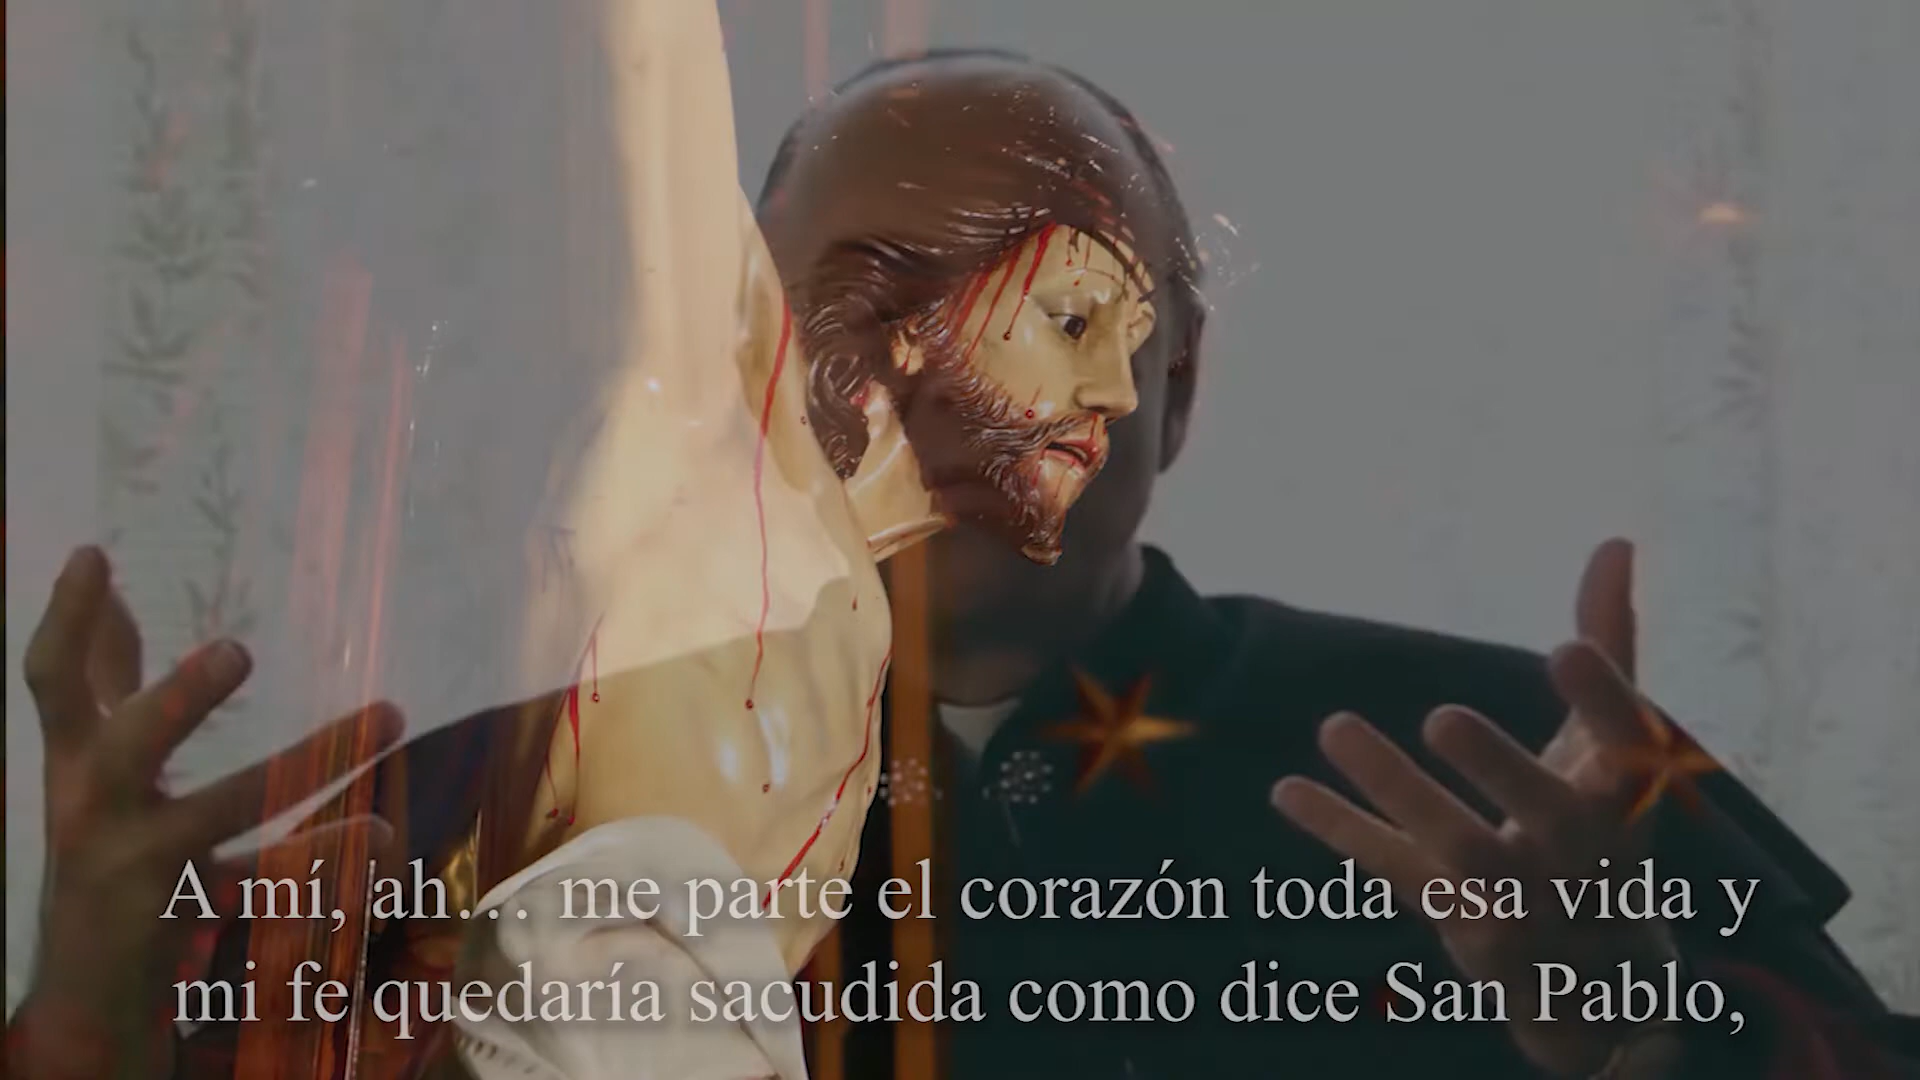 A mí, ah… me parte el corazón toda esa vida y
mi fe quedaría sacudida como dice San Pablo,